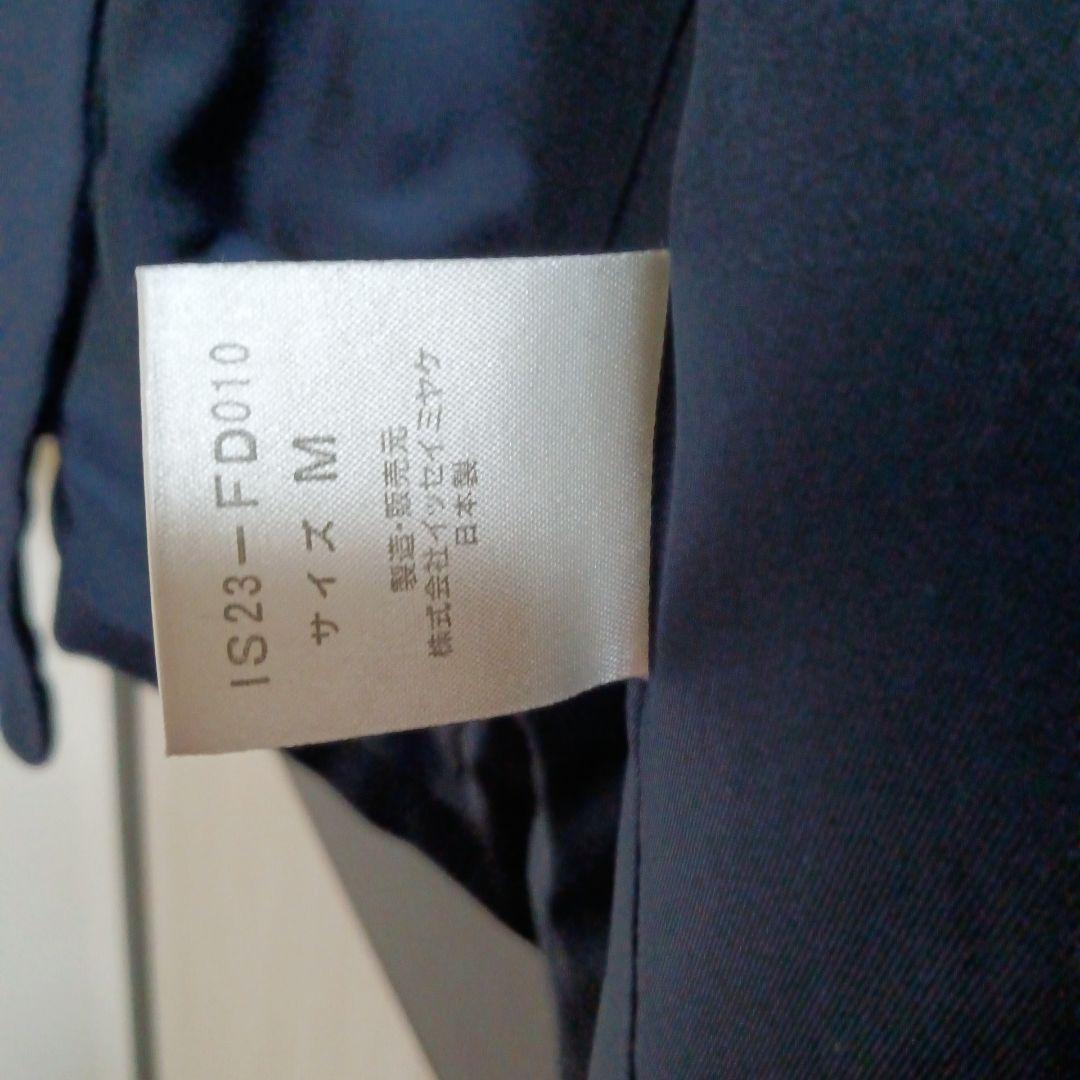 IS23-FD010
サイズ M
製造・販売元
株式会社イッセイミヤケ
日本製